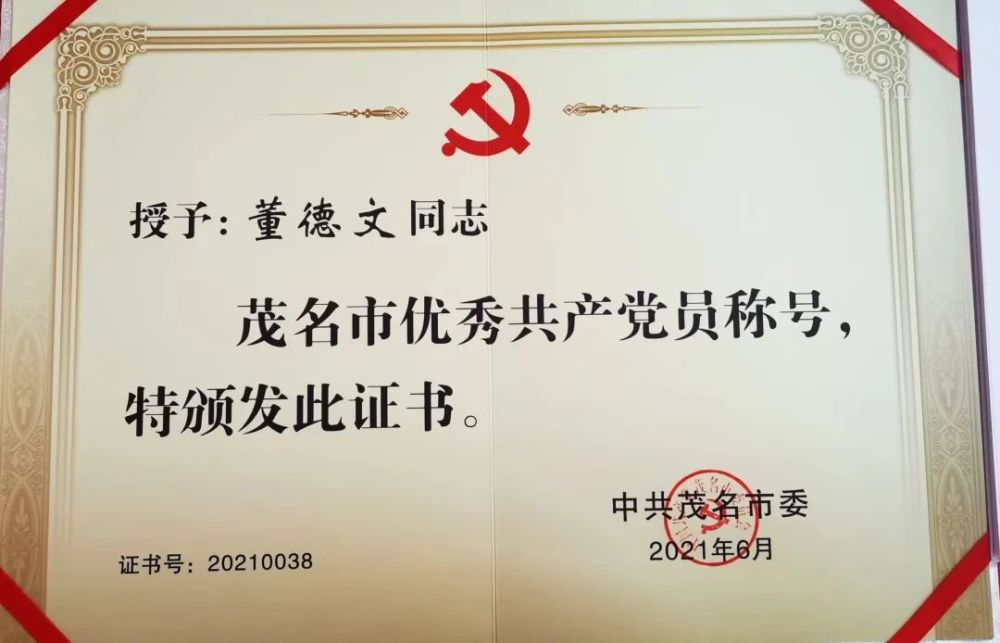 授予：董德文同志
茂名市优秀共产党员称号，
特颁发此证书。
中共茂名市委
2021年6月
证书号：20210038